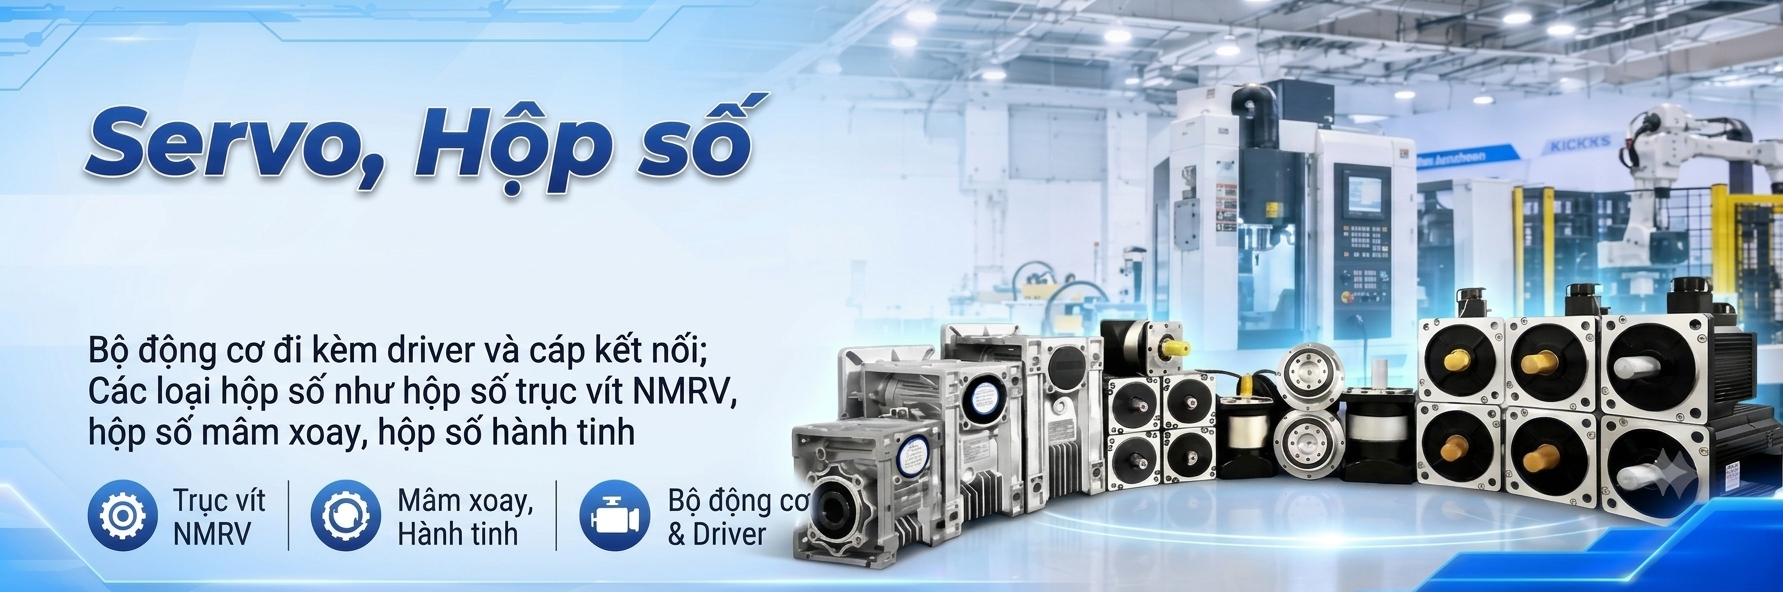 Servo, Hộp số
Bộ động cơ đi kèm driver và cáp kết nối;
Các loại hộp số như hộp số trục vít NMRV,
hộp số mâm xoay, hộp số hành tinh
Trục vít
NMRV
Mâm xoay,
Hành tinh
Bộ động cơ
& Driver
KICKKS